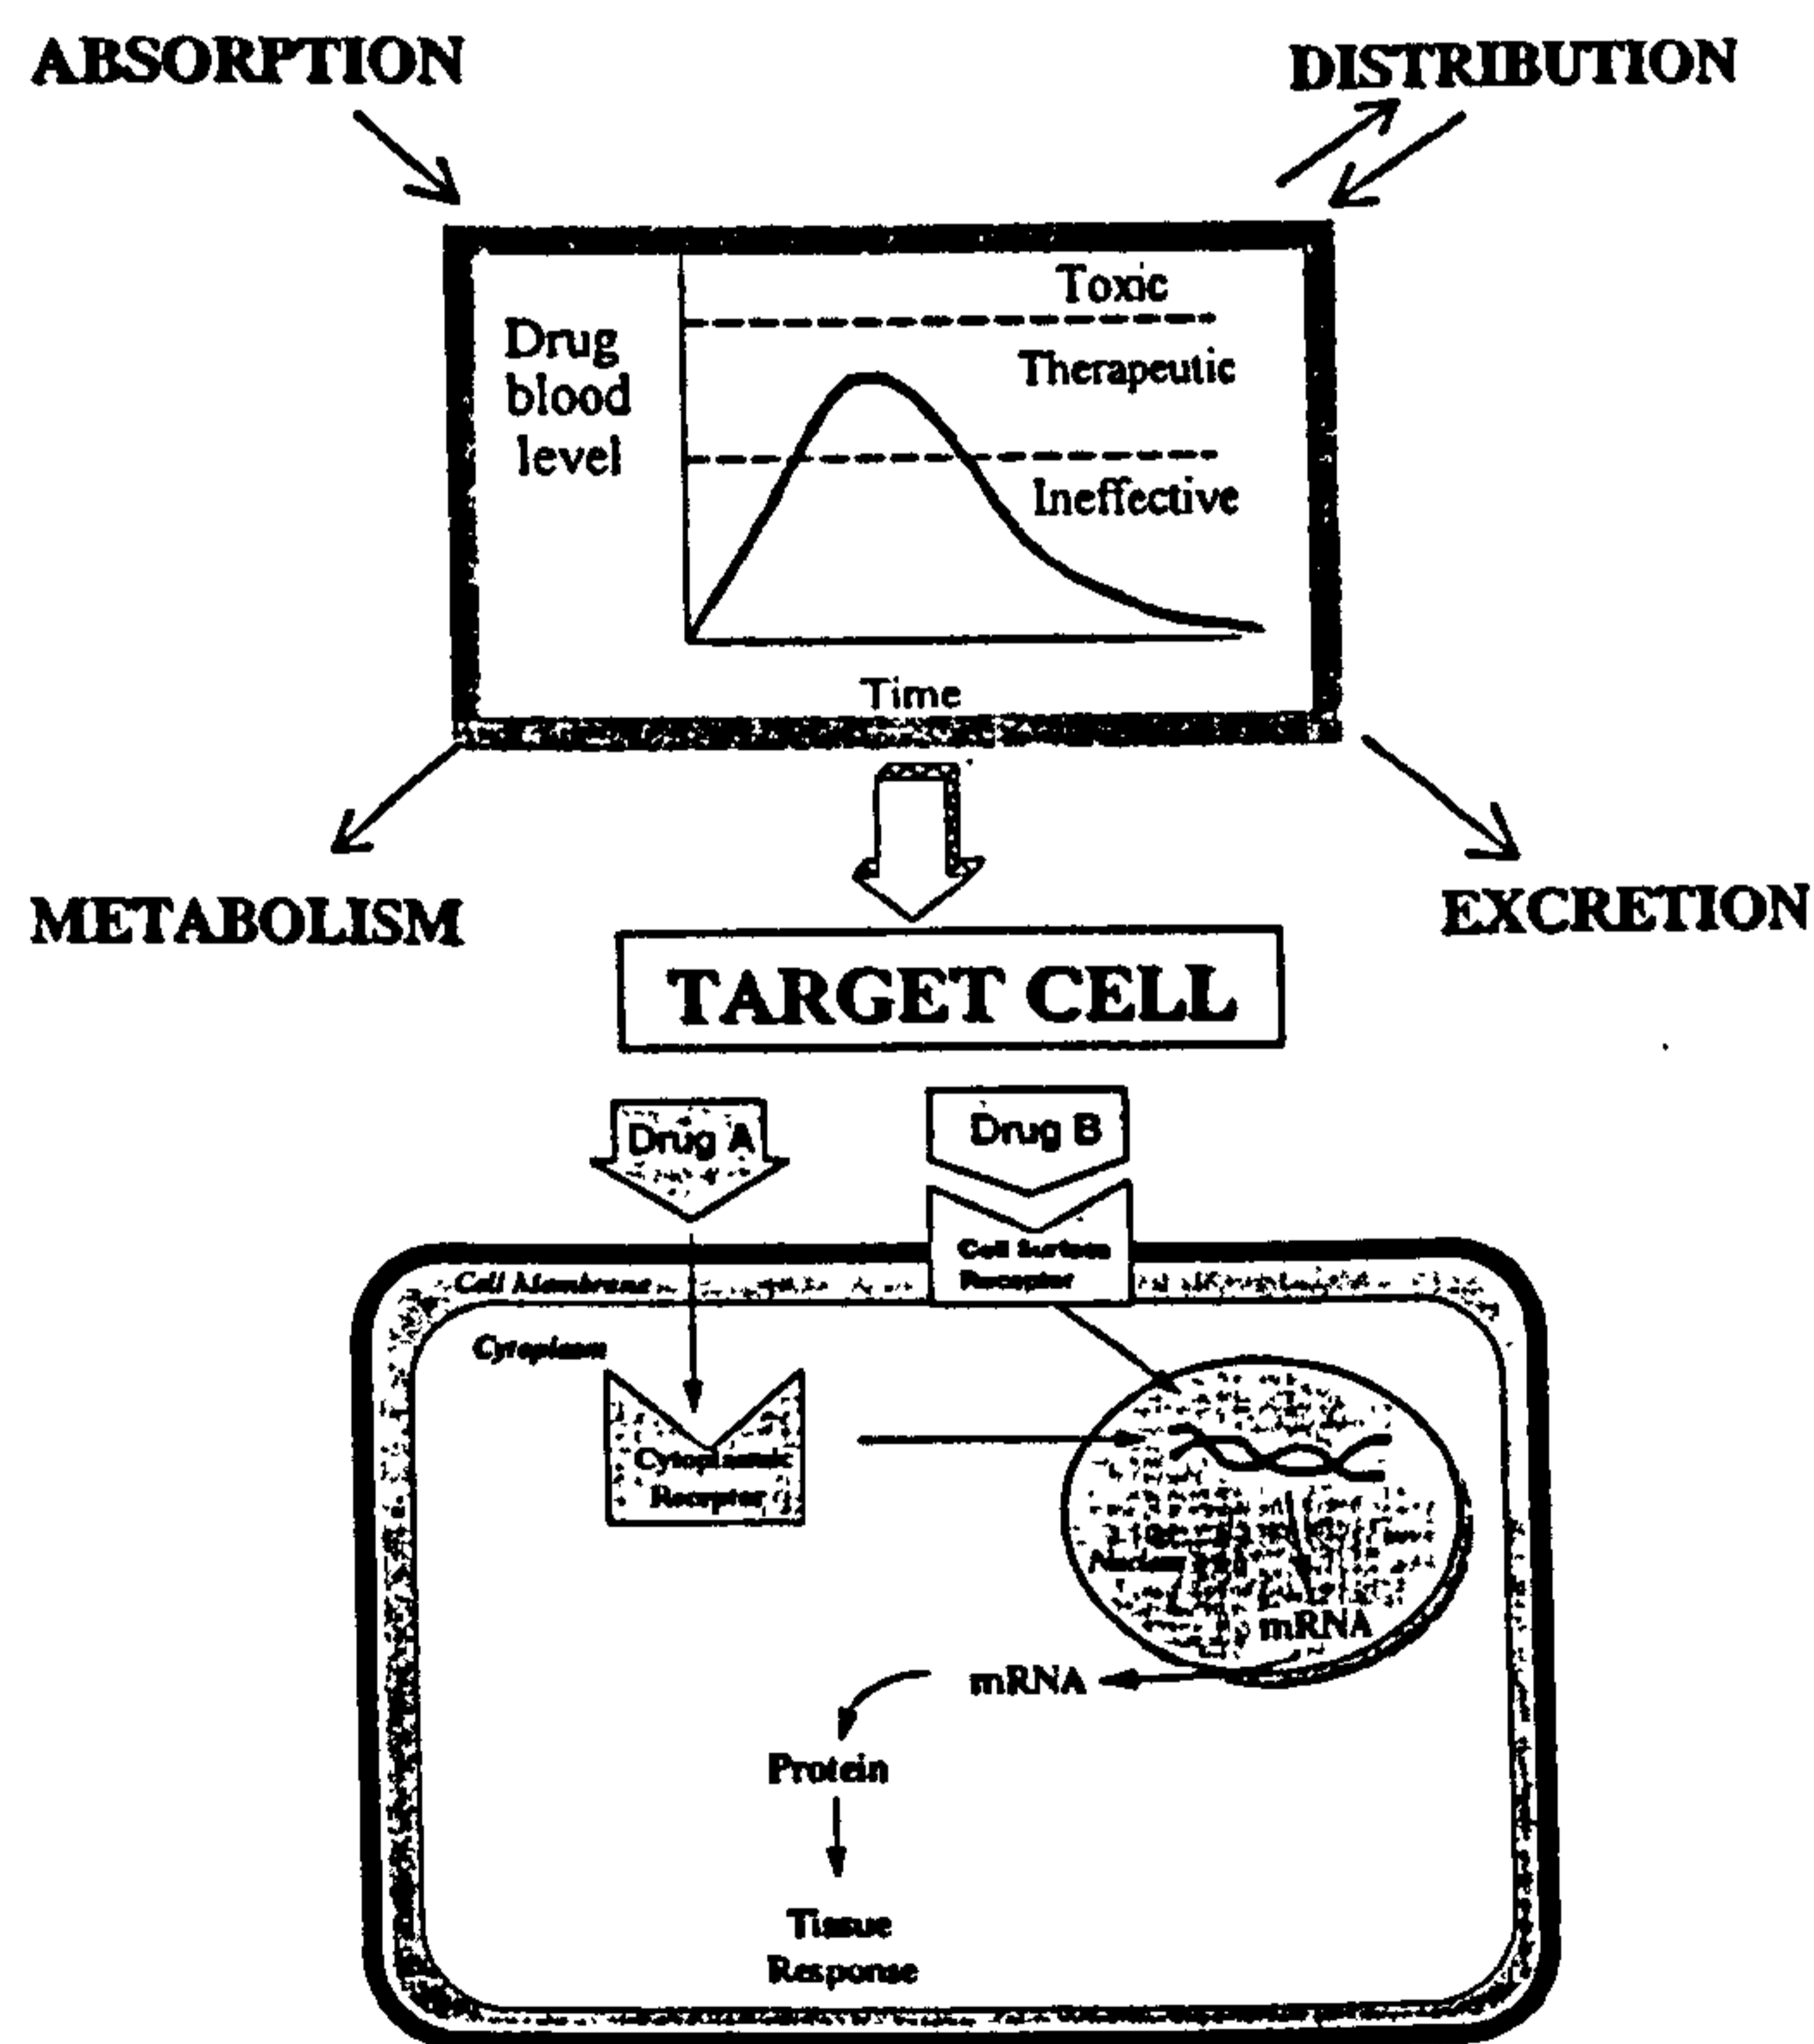 ABSORPTION
DISTRIBUTION
Toxic
Drug
blood
level
Therapeutic
Ineffective
Time
METABOLISM
EXCRETION
TARGET CELL
Drug A
Drug B
Cell Surface
Receptor
Cell Membrane
Cytoplasm
Cytoplasmic
Receptor
mRNA
mRNA
Protein
Tissue
Response